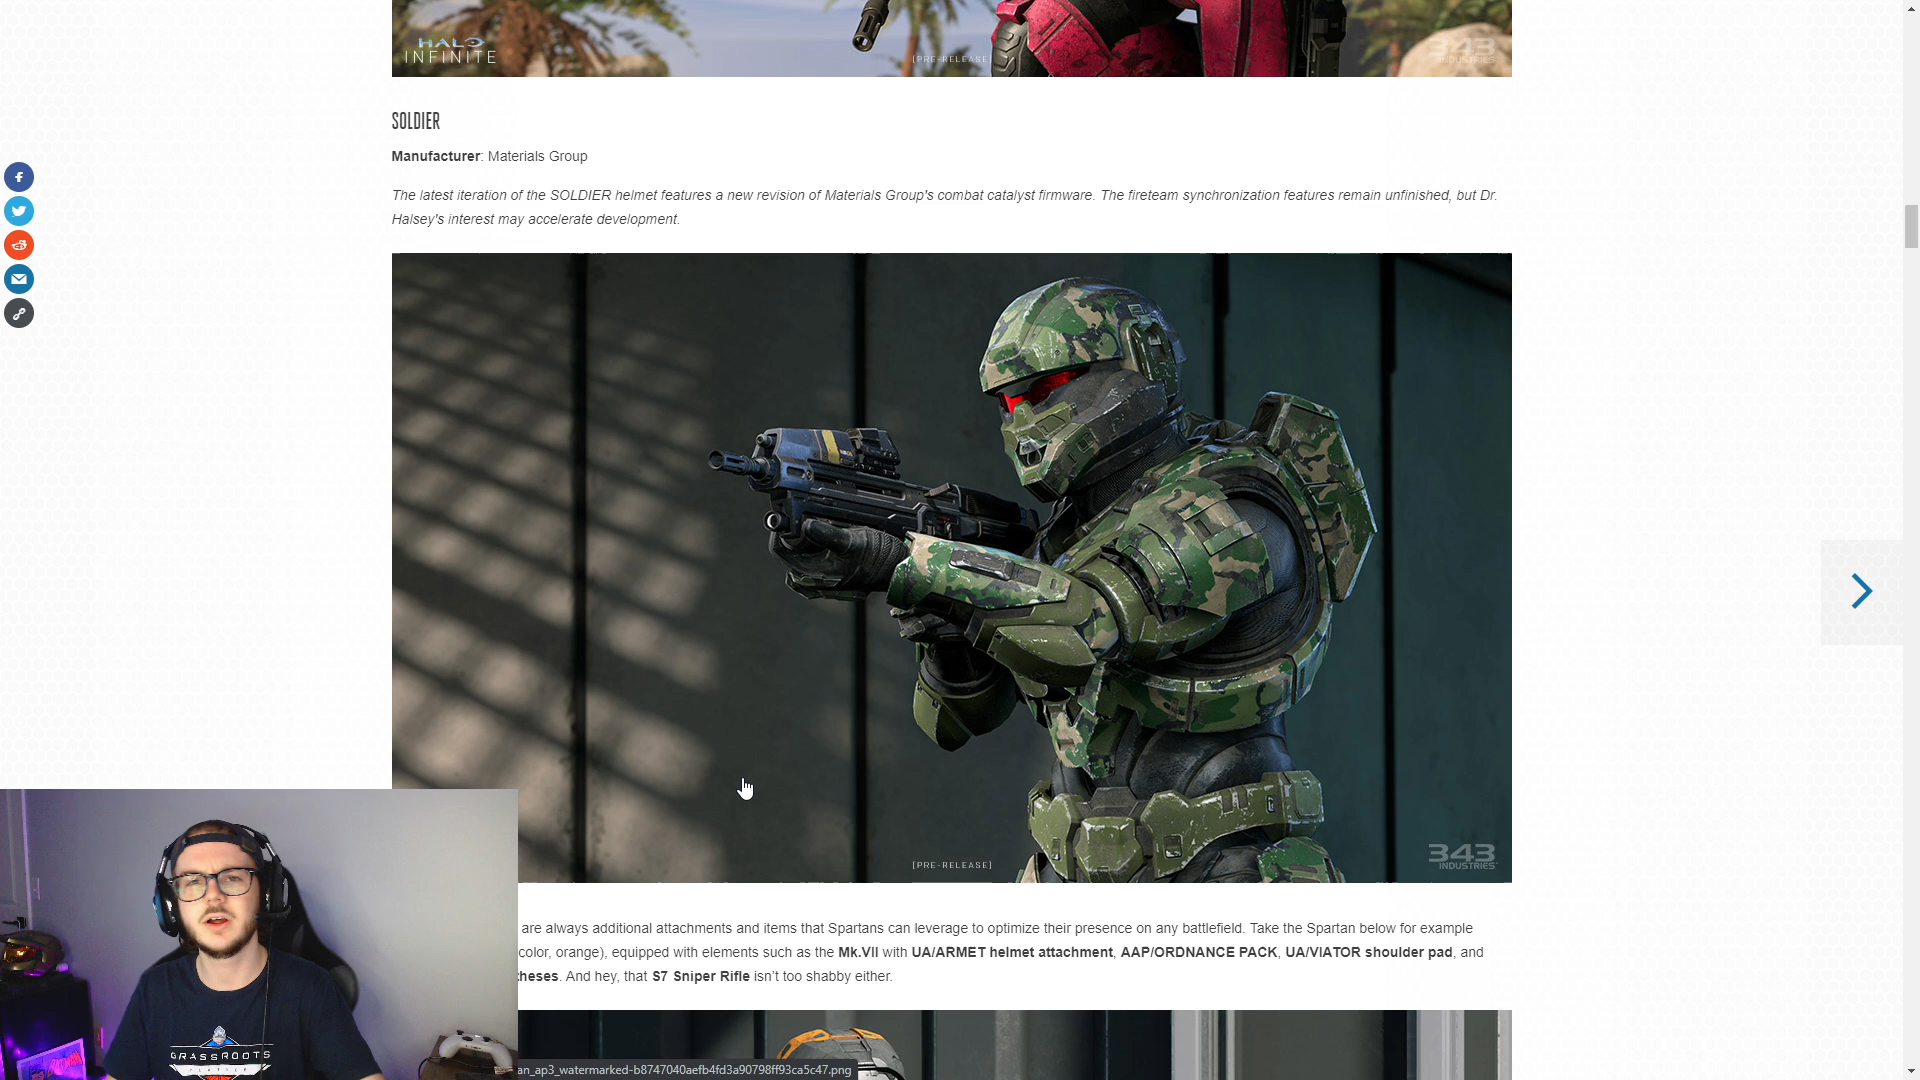 HALO
INFINITE
[PRE-RELEASE]
343
INDUSTRIES
SOLDIER
Manufacturer: Materials Group
The latest iteration of the SOLDIER helmet features a new revision of Materials Group's combat catalyst firmware. The fireteam synchronization features remain unfinished, but Dr.
Halsey's interest may accelerate development.
[PRE-RELEASE]
343
INDUSTRIES
are always additional attachments and items that Spartans can leverage to optimize their presence on any battlefield. Take the Spartan below for example
color, orange), equipped with elements such as the Mk.VII with UA/ARMET helmet attachment, AAP/ORDNANCE PACK, UA/VIATOR shoulder pad, and
heses. And hey, that S7 Sniper Rifle isn't too shabby either.
GRASSROOTS
an_ap3_watermarked-b8747040aefb4fd3a90798ff93ca5c47.png